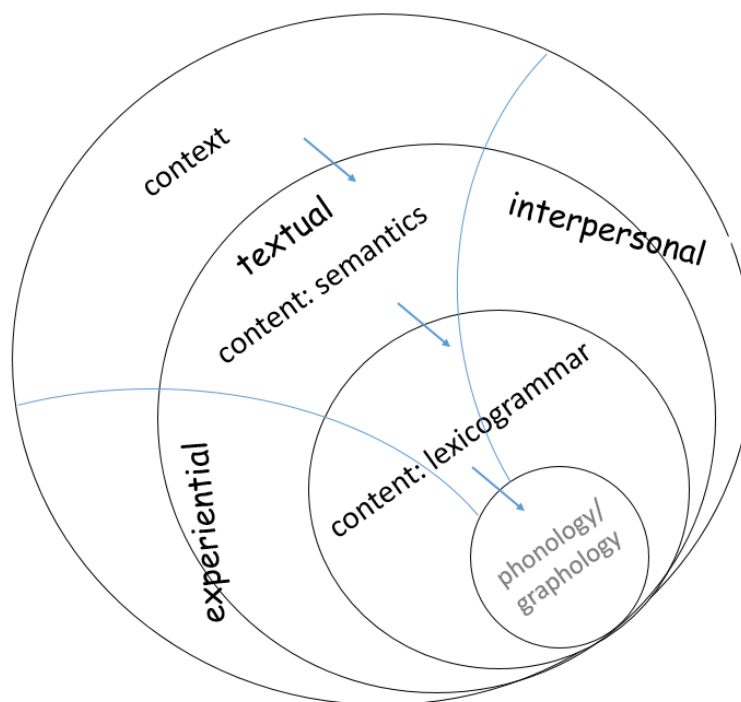 context
textual
interpersonal
content: semantics
content: lexicogrammar
experiential
phonology/
graphology